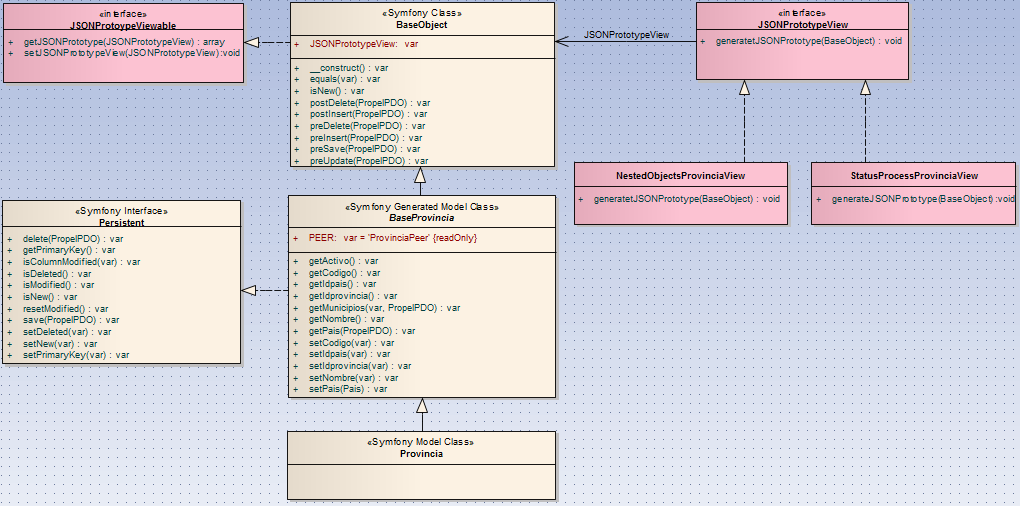 «interface»
JSONPrototypeViewable
+ getJSONPrototype(JSONPrototypeView) : array
+ setJSONPrototypeView(JSONPrototypeView) :void
«Symfony Class»
BaseObject
+ JSONPrototypeView: var
+ __construct() : var
+ equals(var) : var
+ isNew() : var
+ postDelete(PropelPDO) : var
+ postInsert(PropelPDO) : var
+ preDelete(PropelPDO) : var
+ preInsert(PropelPDO) : var
+ preSave(PropelPDO) : var
+ preUpdate(PropelPDO) : var
JSONPrototypeView
«interface»
JSONPrototypeView
+ generatetJSONPrototype(BaseObject) : void
NestedObjectsProvinciaView
+ generatetJSONPrototype(BaseObject) : void
StatusProcessProvinciaView
+ generateJSONPrototype(BaseObject) :void
«Symfony Interface»
Persistent
+ delete(PropelPDO) : var
+ getPrimaryKey() : var
+ isColumnModified(var) : var
+ isDeleted() : var
+ isModified() : var
+ isNew() : var
+ resetModified() : var
+ save(PropelPDO) : var
+ setDeleted(var) : var
+ setNew(var) : var
+ setPrimaryKey(var) : var
«Symfony Generated Model Class»
BaseProvincia
+ PEER: var = 'ProvinciaPeer' {readOnly}
+ getActivo() : var
+ getCodigo() : var
+ getIdpais() : var
+ getIdprovincia() : var
+ getMunicipios(var, PropelPDO) : var
+ getNombre() : var
+ getPais(PropelPDO) : var
+ setCodigo(var) : var
+ setIdpais(var) : var
+ setIdprovincia(var) : var
+ setNombre(var) : var
+ setPais(Pais) : var
«Symfony Model Class»
Provincia